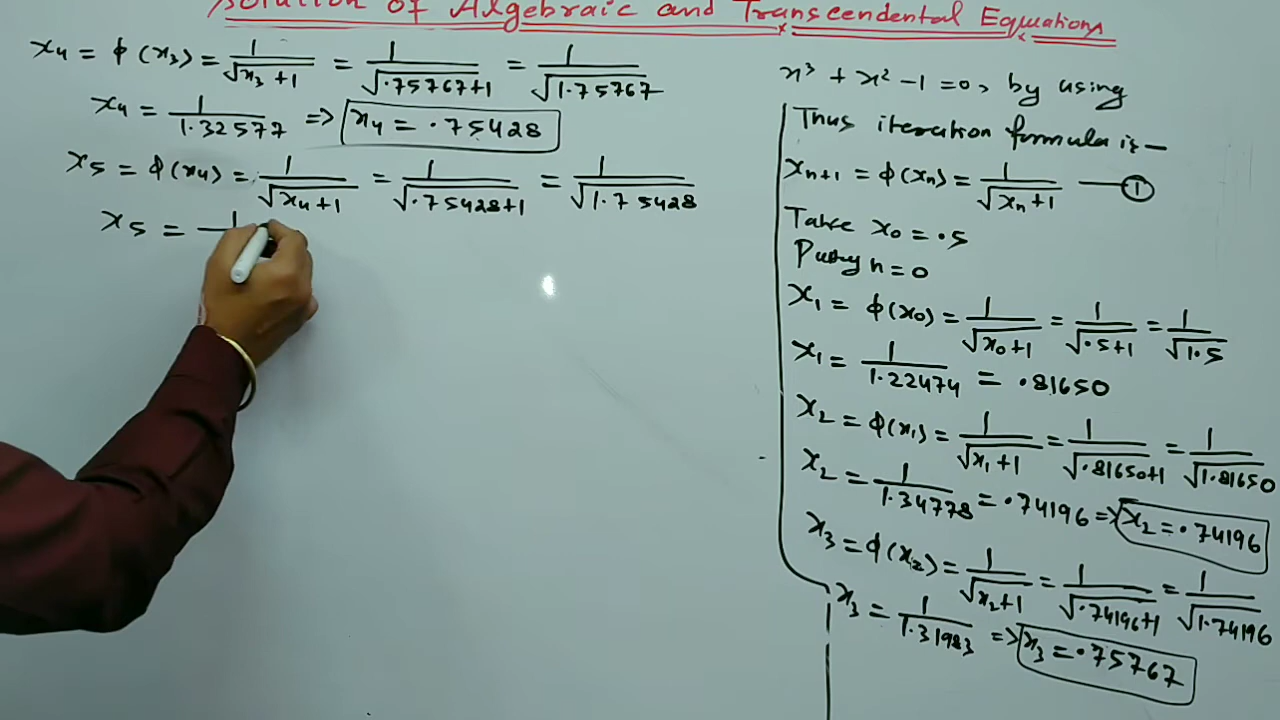 Solution of Algebraic and Transcendental Equations
x₄ = ϕ(x₃) = 1/√x₃+1 = 1/√.75767+1 = 1/√1.75767
x₄ = 1/1.32577 => x₄ = .75428
x₅ = ϕ(x₄) = 1/√x₄+1 = 1/√.75428+1 = 1/√1.75428
x₅ = 1
x³ + x² - 1 = 0, by using
Thus iteration formula is—
xₙ₊₁ = ϕ(xₙ) = 1/√xₙ+1 — ①
Take x₀ = .5
n = 0
x₁ = ϕ(x₀) = 1/√x₀+1 = 1/√.5+1 = 1/√1.5
x₁ = 1/1.22474 = .81650
x₂ = ϕ(x₁) = 1/√x₁+1 = 1/√.81650+1 = 1/√1.81650
x₂ = 1/1.34778 = .74196 => x₂ = .74196
x₃ = ϕ(x₂) = 1/√x₂+1 = 1/√.74196+1 = 1/√1.74196
x₃ = 1/1.31983 => x₃ = .75767